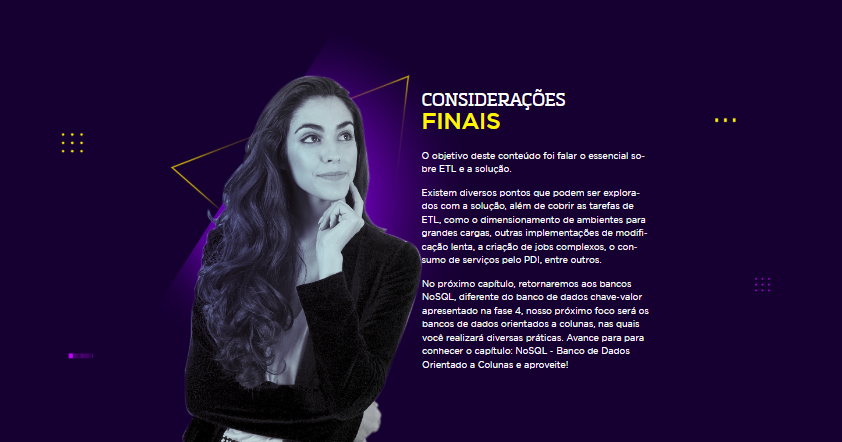 CONSIDERAÇÕES
FINAIS
O objetivo deste conteúdo foi falar o essencial so-
bre ETL e a solução.
Existem diversos pontos que podem ser explora-
dos com a solução, além de cobrir as tarefas de
ETL, como o dimensionamento de ambientes para
grandes cargas, outras implementações de modifi-
cação lenta, a criação de jobs complexos, o con-
sumo de serviços pelo PDI, entre outros.
No próximo capítulo, retornaremos aos bancos
NoSQL, diferente do banco de dados chave-valor
apresentado na fase 4, nosso próximo foco será os
bancos de dados orientados a colunas, nas quais
você realizará diversas práticas. Avance para para
conhecer o capítulo: NoSQL - Banco de Dados
Orientado a Colunas e aproveite!